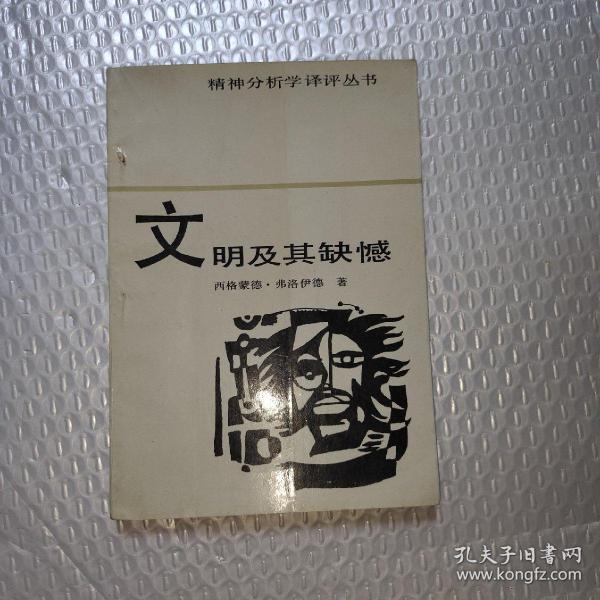 精神分析学译评丛书
文明及其缺憾
西格蒙德·弗洛伊德 著
孔夫子旧书网
www.kongfz.com